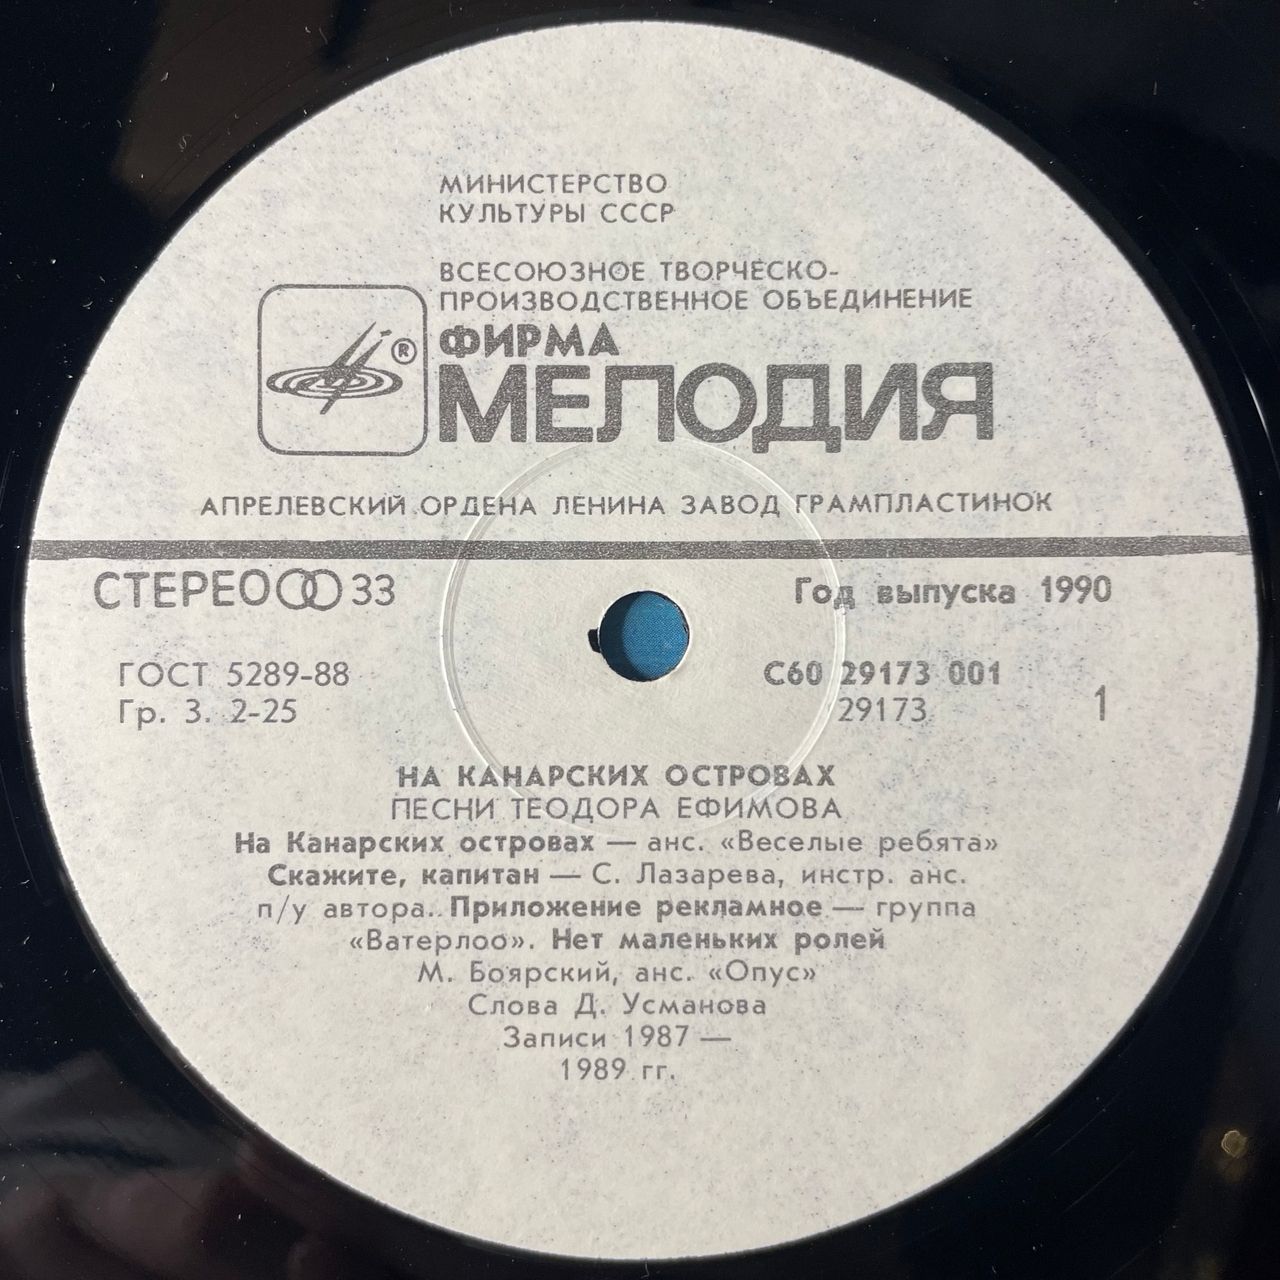 МИНИСТЕРСТВО
КУЛЬТУРЫ СССР
ВСЕСОЮЗНОЕ ТВОРЧЕСКО-
ПРОИЗВОДСТВЕННОЕ ОБЪЕДИНЕНИЕ
ФИРМА
®
МЕЛОДИЯ
АПРЕЛЕВСКИЙ ОРДЕНА ЛЕНИНА ЗАВОД ГРАМПЛАСТИНОК
СТЕРЕО 33
Год выпуска 1990
ГОСТ 5289-88
Гр. 3. 2-25
С60 29173 001
29173
1
НА КАНАРСКИХ ОСТРОВАХ
ПЕСНИ ТЕОДОРА ЕФИМОВА
На Канарских островах — анс. «Веселые ребята»
Скажите, капитан — С. Лазарева, инстр. анс.
п/у автора.. Приложение рекламное — группа
«Ватерлоо». Нет маленьких ролей
М. Боярский, анс. «Опус»
Слова Д. Усманова
Записи 1987 —
1989 гг.